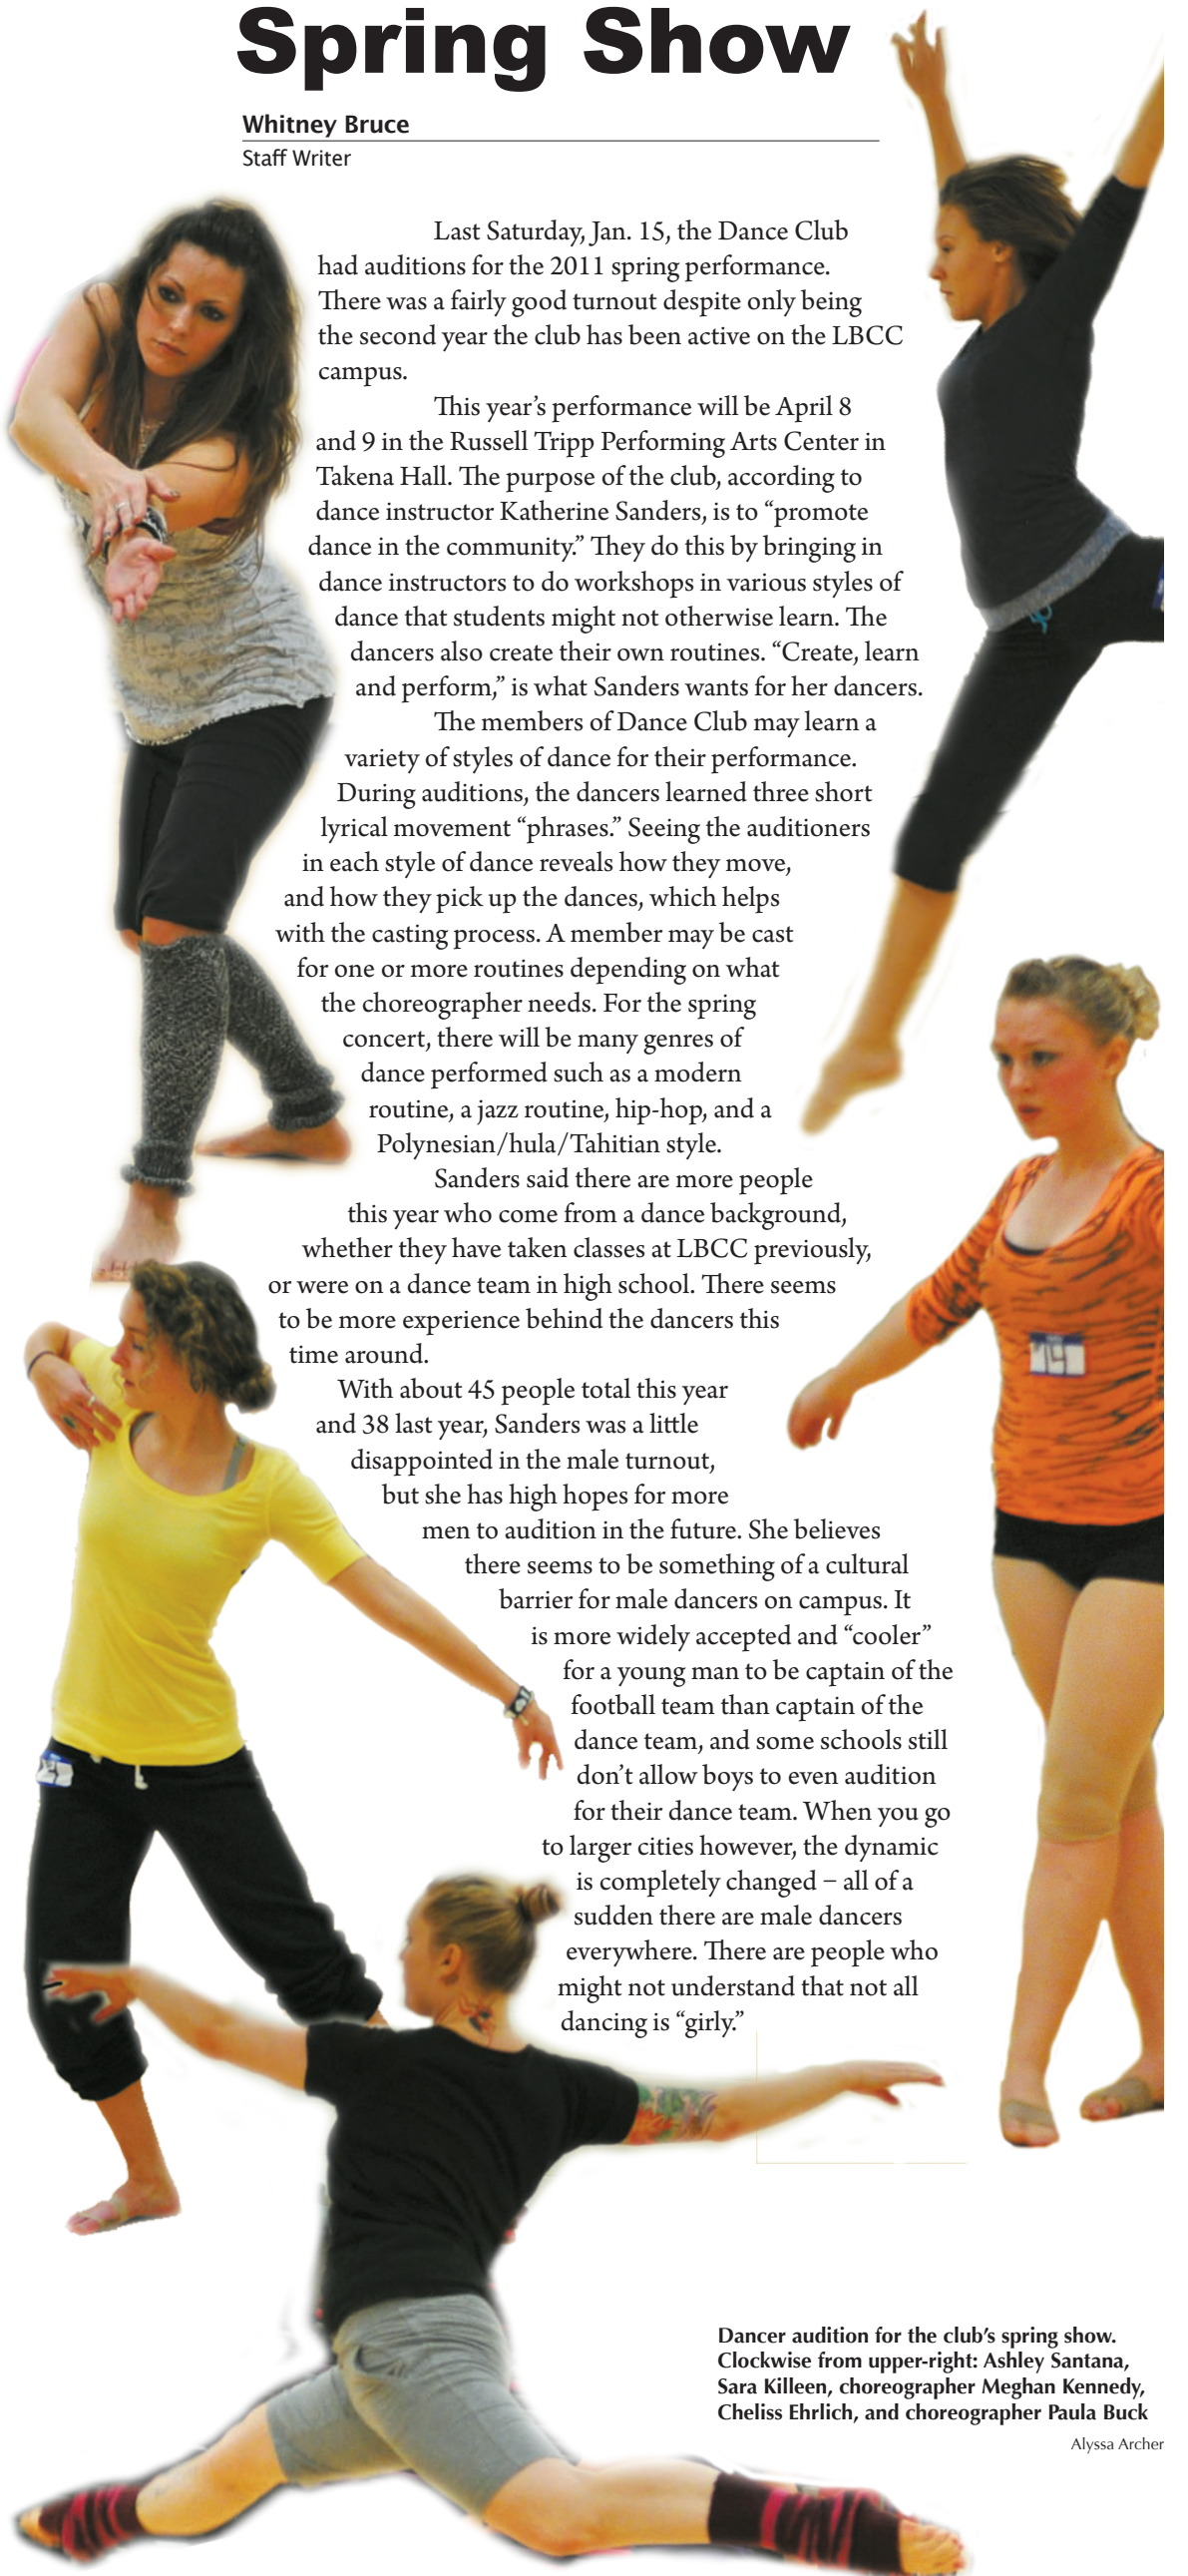 Spring Show
Whitney Bruce
Staff Writer
Last Saturday, Jan. 15, the Dance Club
had auditions for the 2011 spring performance.
There was a fairly good turnout despite only being
the second year the club has been active on the LBCC
campus.
This year’s performance will be April 8
and 9 in the Russell Tripp Performing Arts Center in
Takena Hall. The purpose of the club, according to
dance instructor Katherine Sanders, is to “promote
dance in the community.” They do this by bringing in
dance instructors to do workshops in various styles of
dance that students might not otherwise learn. The
dancers also create their own routines. “Create, learn
and perform,” is what Sanders wants for her dancers.
The members of Dance Club may learn a
variety of styles of dance for their performance.
During auditions, the dancers learned three short
lyrical movement “phrases.” Seeing the auditioners
in each style of dance reveals how they move,
and how they pick up the dances, which helps
with the casting process. A member may be cast
for one or more routines depending on what
the choreographer needs. For the spring
concert, there will be many genres of
dance performed such as a modern
routine, a jazz routine, hip-hop, and a
Polynesian/hula/Tahitian style.
Sanders said there are more people
this year who come from a dance background,
whether they have taken classes at LBCC previously,
or were on a dance team in high school. There seems
to be more experience behind the dancers this
time around.
With about 45 people total this year
and 38 last year, Sanders was a little
disappointed in the male turnout,
but she has high hopes for more
men to audition in the future. She believes
there seems to be something of a cultural
barrier for male dancers on campus. It
is more widely accepted and “cooler”
for a young man to be captain of the
football team than captain of the
dance team, and some schools still
don’t allow boys to even audition
for their dance team. When you go
to larger cities however, the dynamic
is completely changed – all of a
sudden there are male dancers
everywhere. There are people who
might not understand that not all
dancing is “girly.”
Dancer audition for the club’s spring show.
Clockwise from upper-right: Ashley Santana,
Sara Killeen, choreographer Meghan Kennedy,
Cheliss Ehrlich, and choreographer Paula Buck
Alyssa Archer